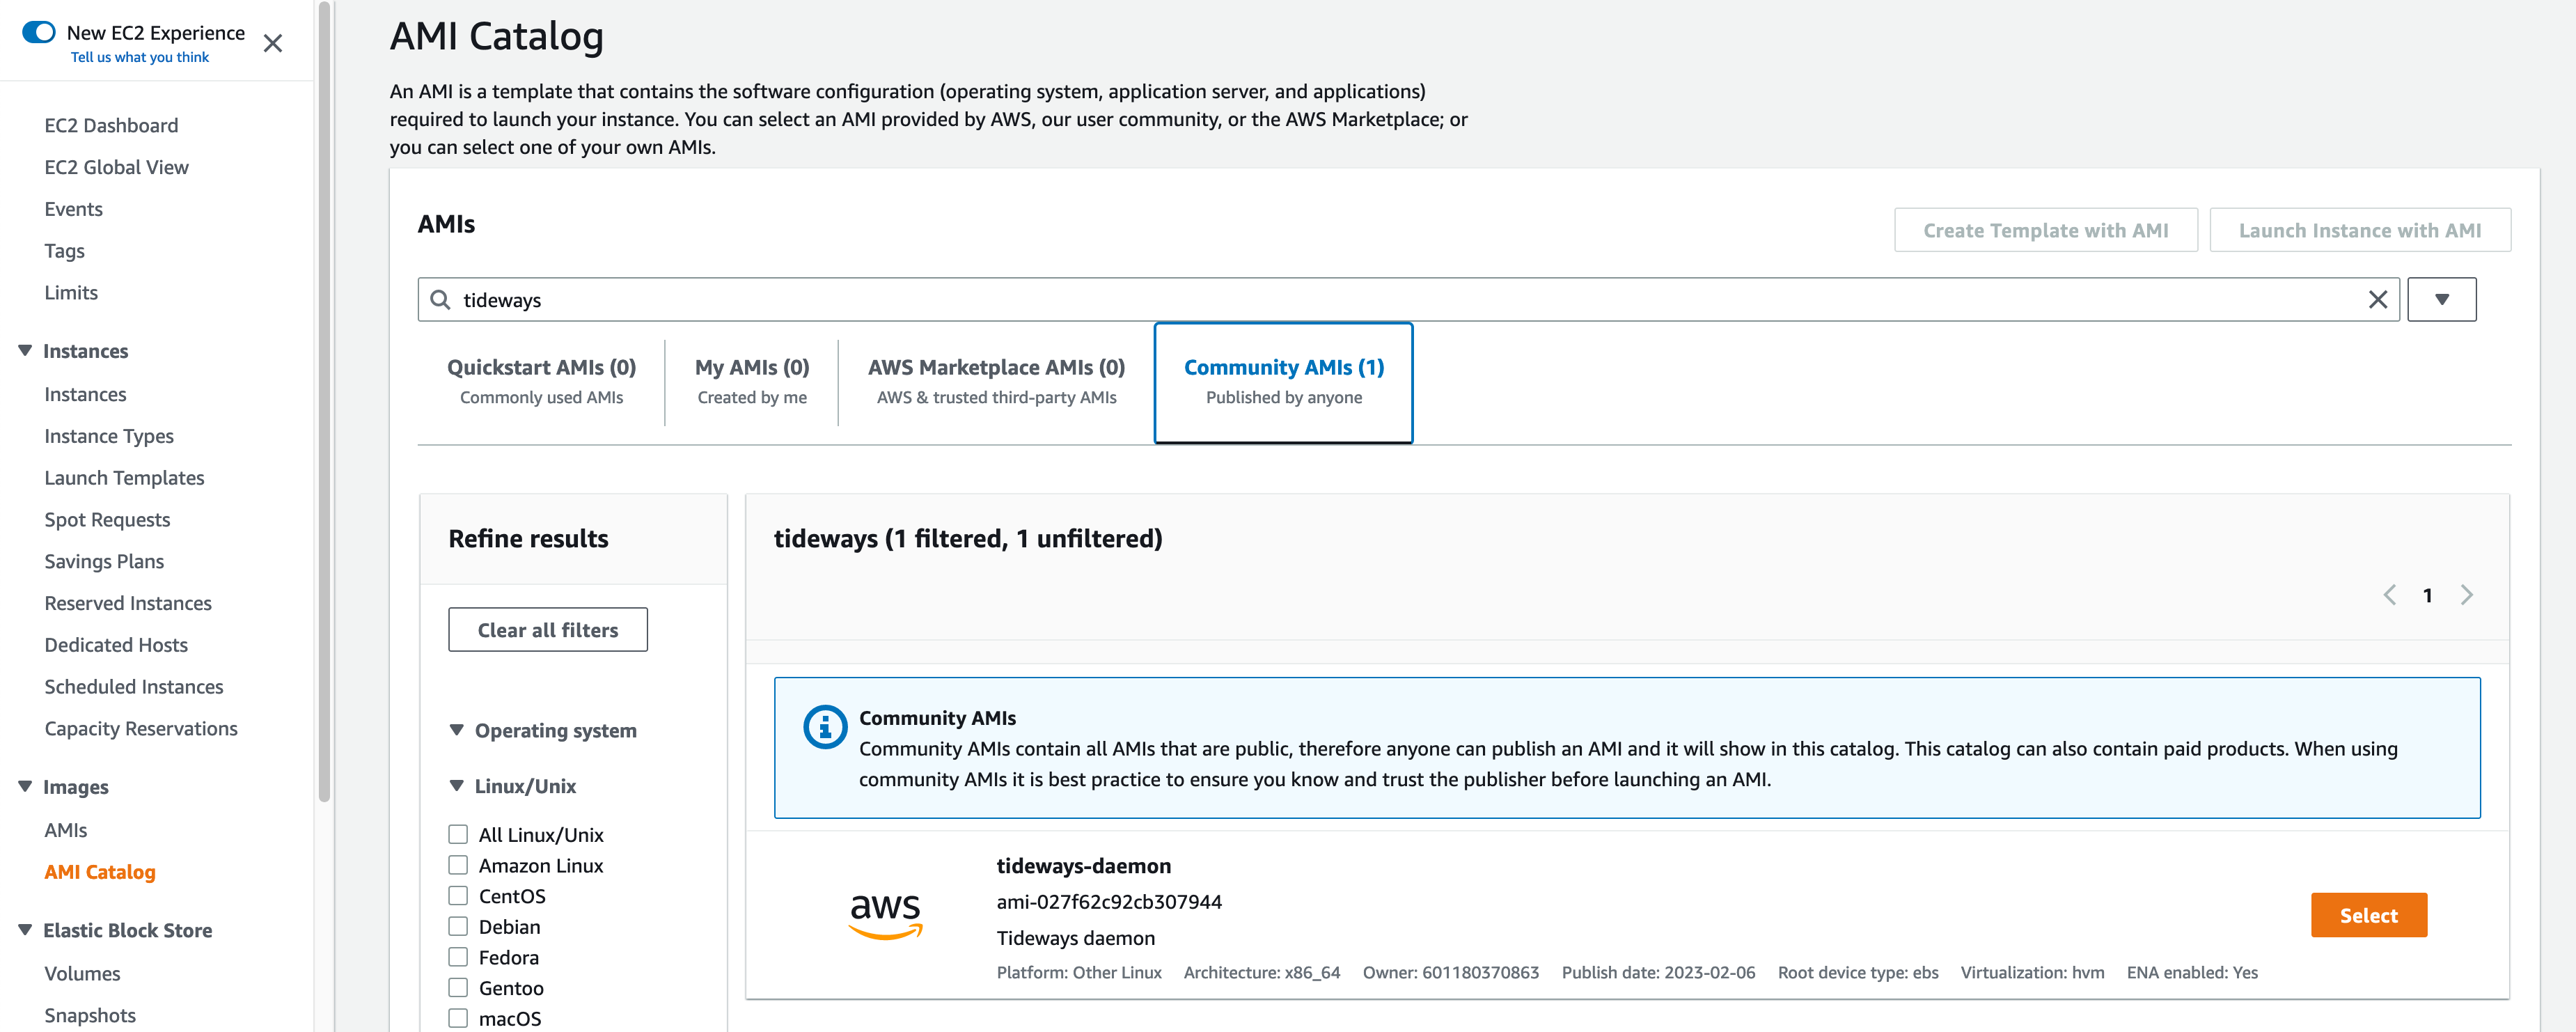 New EC2 Experience
Tell us what you think
EC2 Dashboard
EC2 Global View
Events
Tags
Limits
Instances
Instances
Instance Types
Launch Templates
Spot Requests
Savings Plans
Reserved Instances
Dedicated Hosts
Scheduled Instances
Capacity Reservations
Images
AMIs
AMI Catalog
Elastic Block Store
Volumes
Snapshots
AMI Catalog
An AMI is a template that contains the software configuration (operating system, application server, and applications)
required to launch your instance. You can select an AMI provided by AWS, our user community, or the AWS Marketplace; or
you can select one of your own AMIs.
AMIs
Create Template with AMI
Launch Instance with AMI
tideways
Quickstart AMIs (0)
Commonly used AMIs
My AMIs (0)
Created by me
AWS Marketplace AMIs (0)
AWS & trusted third-party AMIs
Community AMIs (1)
Published by anyone
Refine results
Clear all filters
Operating system
Linux/Unix
All Linux/Unix
Amazon Linux
CentOS
Debian
Fedora
Gentoo
macOS
tideways (1 filtered, 1 unfiltered)
1
Community AMIs
Community AMIs contain all AMIs that are public, therefore anyone can publish an AMI and it will show in this catalog. This catalog can also contain paid products. When using
community AMIs it is best practice to ensure you know and trust the publisher before launching an AMI.
aws
tideways-daemon
ami-027f62c92cb307944
Tideways daemon
Platform: Other Linux Architecture: x86_64 Owner: 601180370863 Publish date: 2023-02-06 Root device type: ebs Virtualization: hvm ENA enabled: Yes
Select